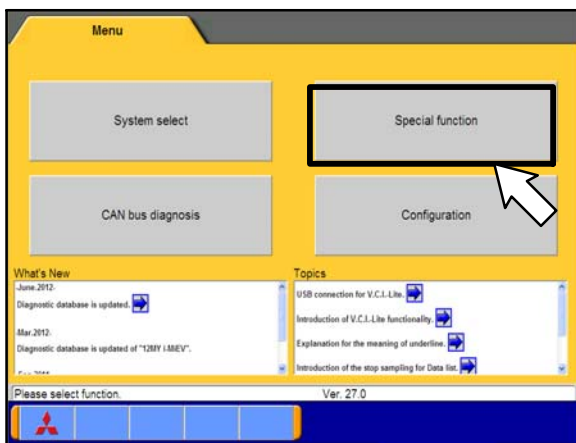 Menu
System select
Special function
CAN bus diagnosis
Configuration
What's New
-June.2012-
Diagnostic database is updated.
-Mar.2012-
Diagnostic database is updated of "12MY i-MiEV".
Topics
USB connection for V.C.I.-Lite.
Introduction of V.C.I.-Lite functionality.
Explanation for the meaning of underline.
Introduction of the stop sampling for Data list.
Please select function.
Ver. 27.0